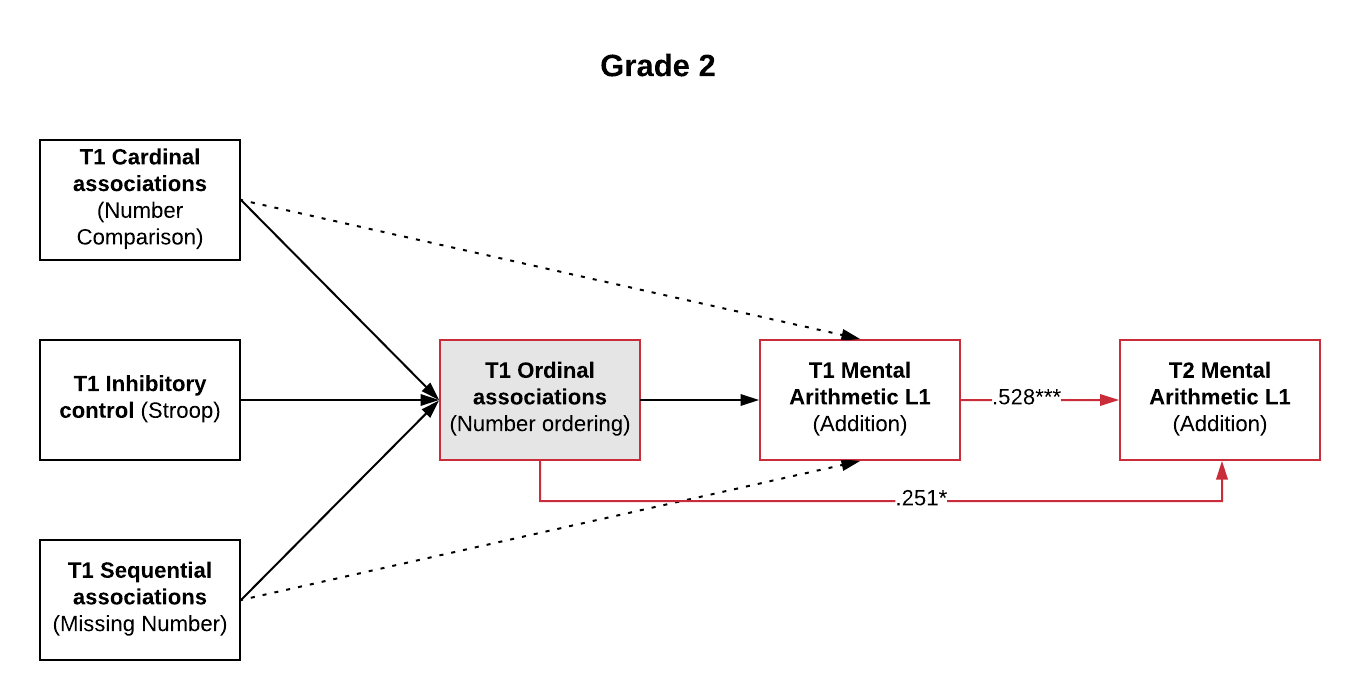 Grade 2
T1 Cardinal
associations
(Number
Comparison)
T1 Inhibitory
control (Stroop)
T1 Sequential
associations
(Missing Number)
T1 Ordinal
associations
(Number ordering)
T1 Mental
Arithmetic L1
(Addition)
.528***
T2 Mental
Arithmetic L1
(Addition)
.251*